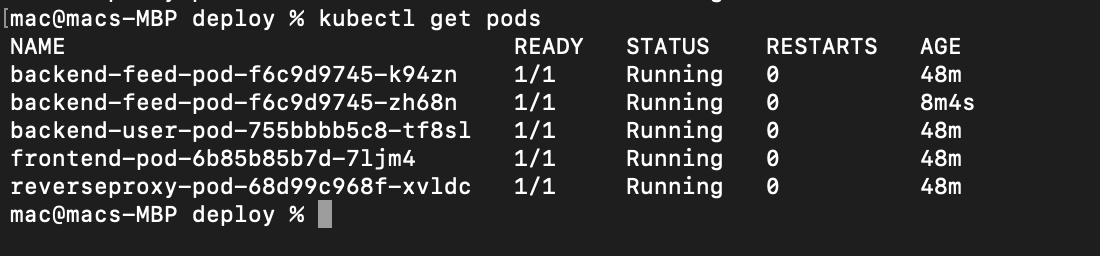 [mac@macs-MBP deploy % kubectl get pods
NAME READY STATUS RESTARTS AGE
backend-feed-pod-f6c9d9745-k94zn 1/1 Running 0 48m
backend-feed-pod-f6c9d9745-zh68n 1/1 Running 0 8m4s
backend-user-pod-755bbbb5c8-tf8sl 1/1 Running 0 48m
frontend-pod-6b85b85b7d-7ljm4 1/1 Running 0 48m
reverseproxy-pod-68d99c968f-xvldc 1/1 Running 0 48m
mac@macs-MBP deploy %